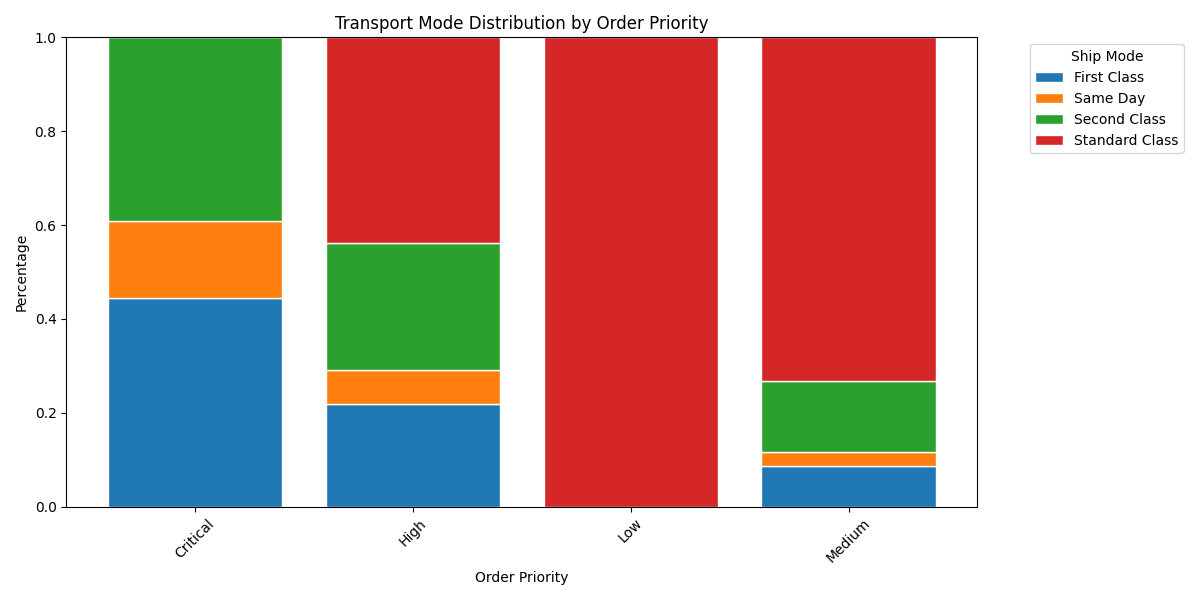 Transport Mode Distribution by Order Priority
Ship Mode
First Class
Same Day
Second Class
Standard Class
Percentage
1.0
0.8
0.6
0.4
0.2
0.0
Critical
High
Low
Medium
Order Priority